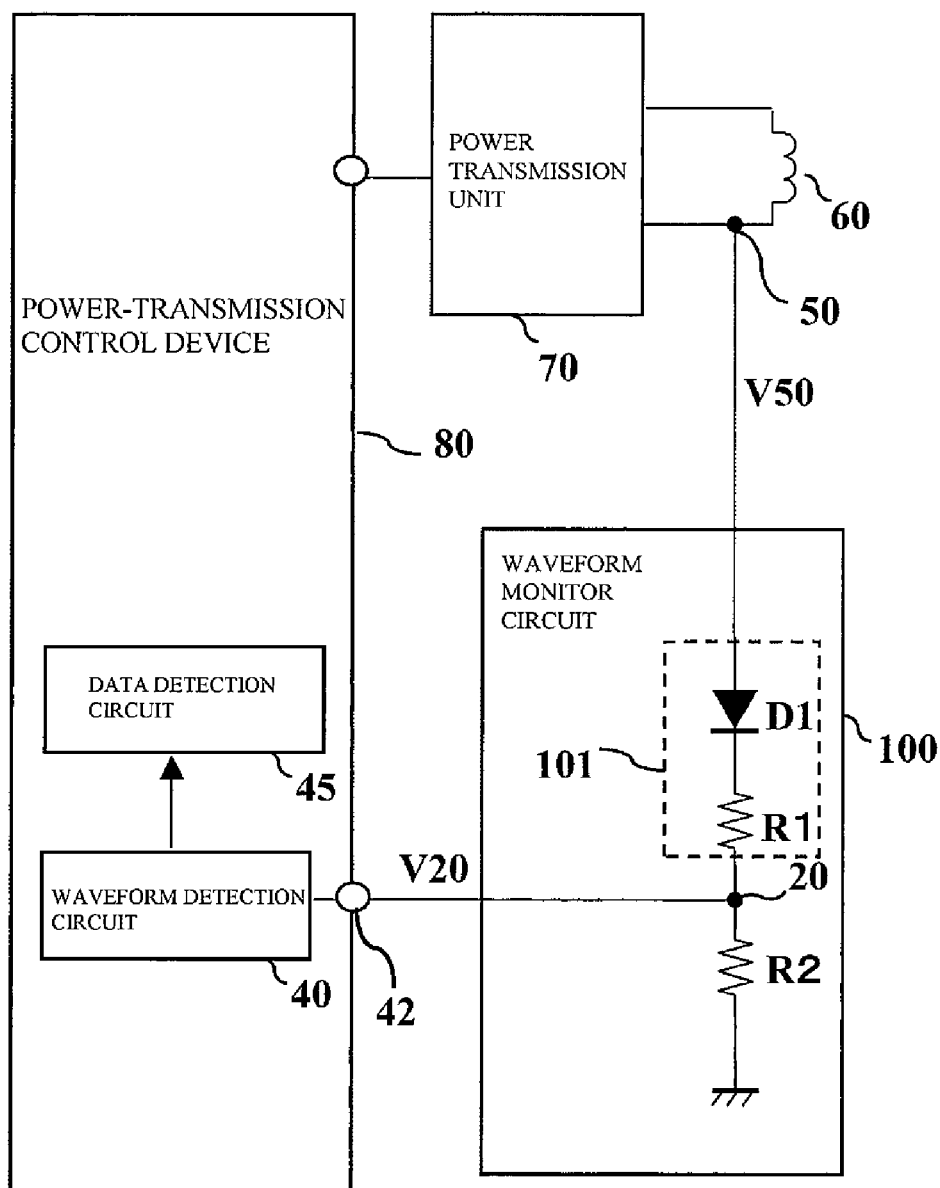 POWER
TRANSMISSION
UNIT
60
50
70
POWER-TRANSMISSION
CONTROL DEVICE
V50
80
WAVEFORM
MONITOR
CIRCUIT
DATA DETECTION
CIRCUIT
D1
100
101
45
R1
V20
20
WAVEFORM DETECTION
CIRCUIT
R2
40
42